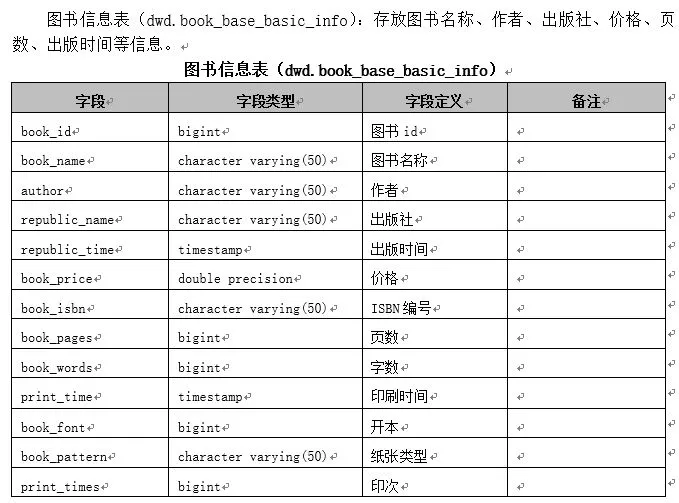 图书信息表（dwd.book_base_basic_info）：存放图书名称、作者、出版社、价格、页
数、出版时间等信息。
图书信息表（dwd.book_base_basic_info）
字段 字段类型 字段定义 备注
book_id bigint 图书 id
book_name character varying(50) 图书名称
author character varying(50) 作者
republic_name character varying(50) 出版社
republic_time timestamp 出版时间
book_price double precision 价格
book_isbn character varying(50) ISBN 编号
book_pages bigint 页数
book_words bigint 字数
print_time timestamp 印刷时间
book_font bigint 开本
book_pattern character varying(50) 纸张类型
print_times bigint 印次